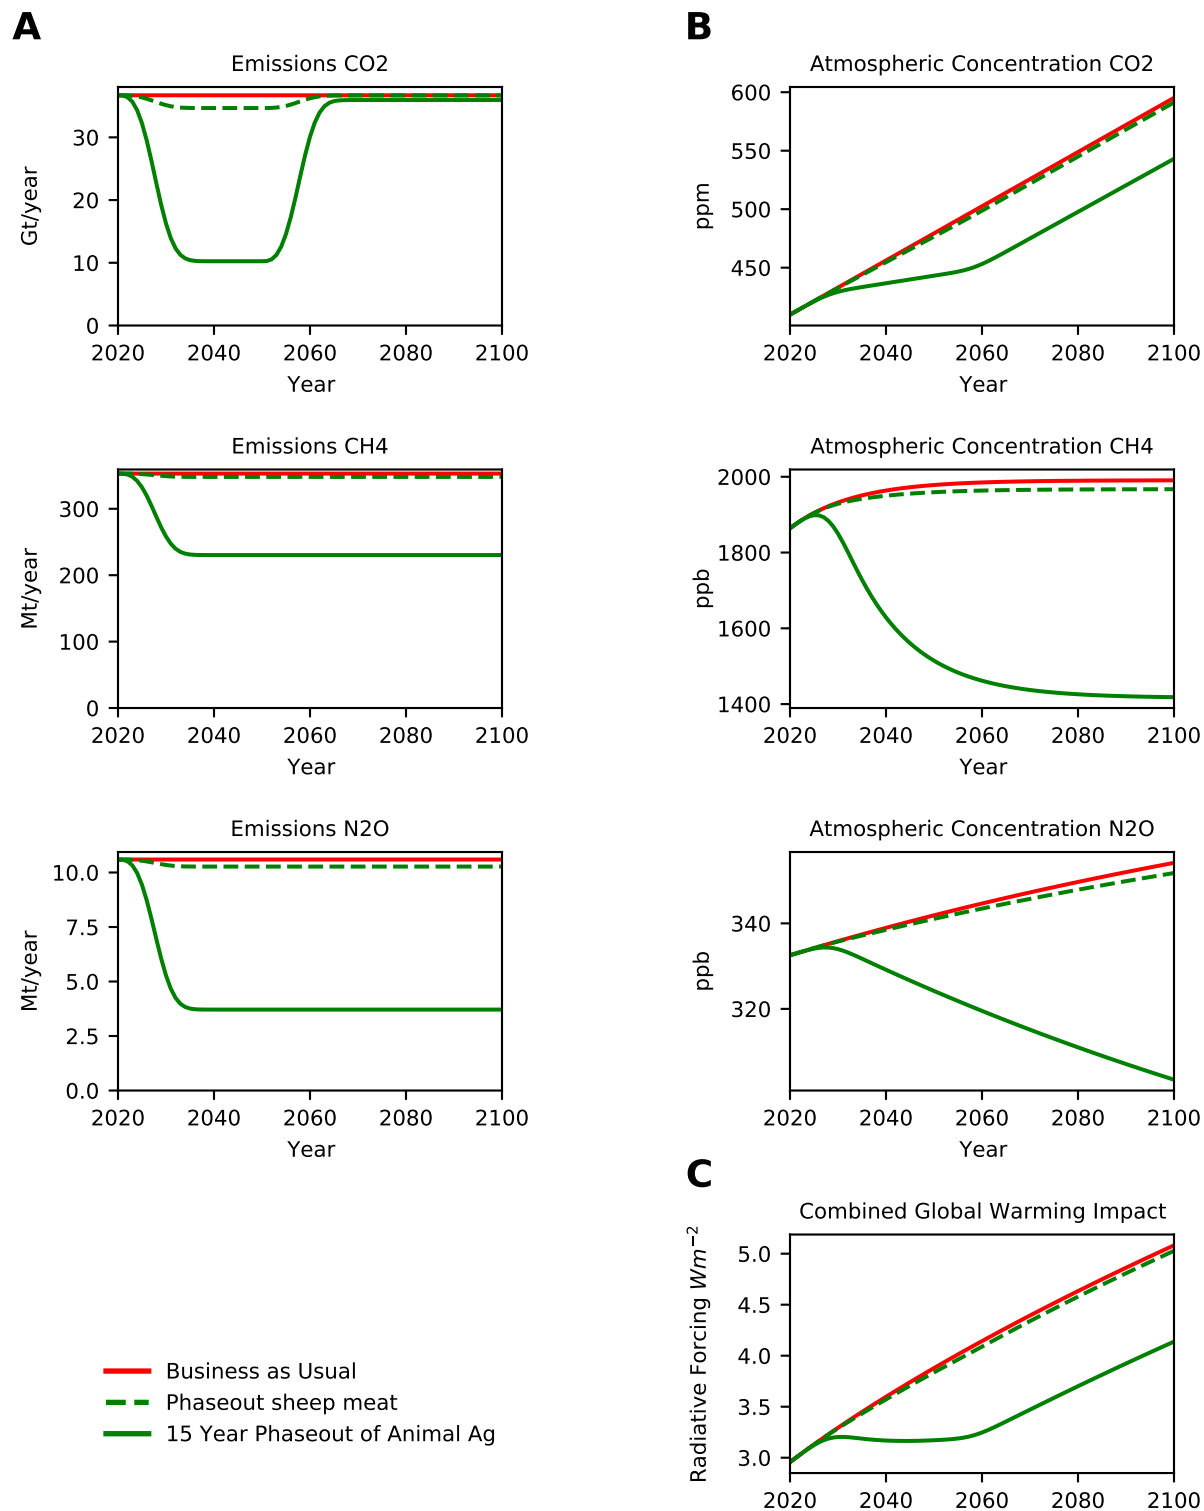 A
Emissions CO2
Gt/year
30
20
10
0
2020 2040 2060 2080 2100
Year
Emissions CH4
Mt/year
300
200
100
0
2020 2040 2060 2080 2100
Year
Emissions N2O
Mt/year
10.0
7.5
5.0
2.5
0.0
2020 2040 2060 2080 2100
Year
B
Atmospheric Concentration CO2
ppm
600
550
500
450
2020 2040 2060 2080 2100
Year
Atmospheric Concentration CH4
ppb
2000
1800
1600
1400
2020 2040 2060 2080 2100
Year
Atmospheric Concentration N2O
ppb
340
320
2020 2040 2060 2080 2100
Year
C
Combined Global Warming Impact
Radiative Forcing Wm⁻²
5.0
4.5
4.0
3.5
3.0
2020 2040 2060 2080 2100
Business as Usual
Phaseout sheep meat
15 Year Phaseout of Animal Ag